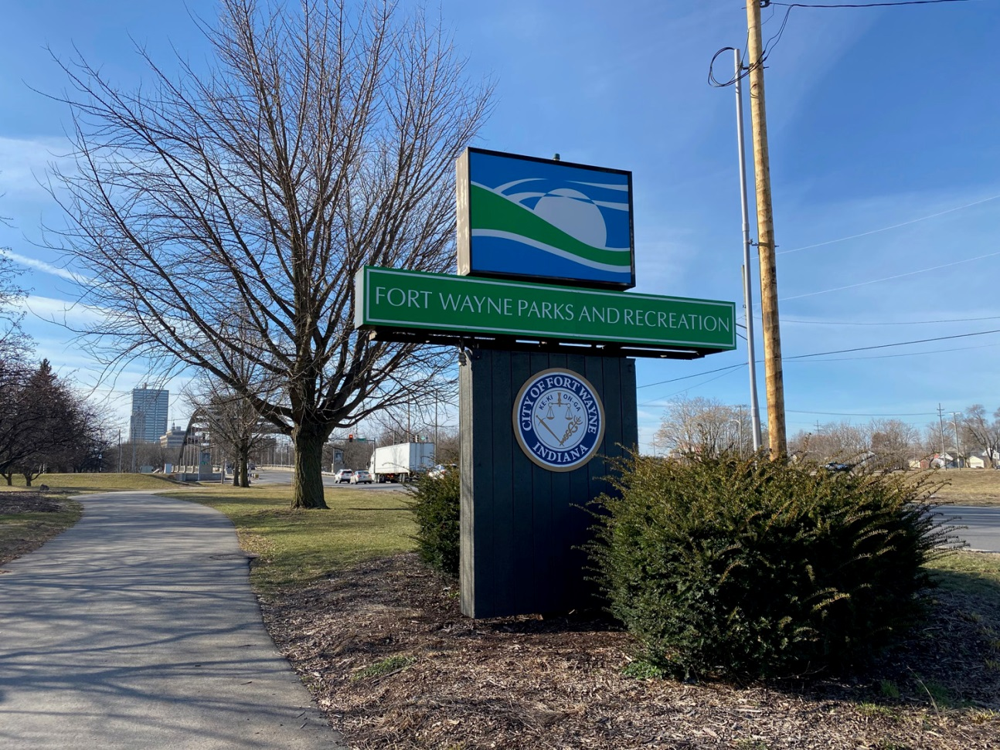 FORT WAYNE PARKS AND RECREATION
CITY OF FORT WAYNE
KE·KI ON·GA
INDIANA